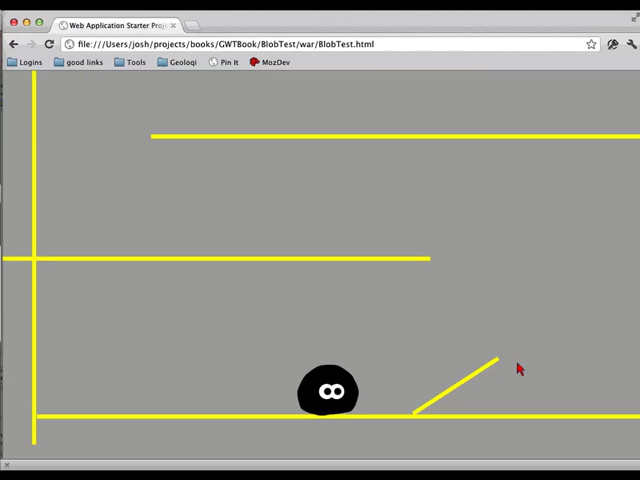 Web Application Starter Proj
file:///Users/josh/projects/books/GWTBook/BlobTest/war/BlobTest.html
Logins good links Tools Geoloqi Pin It MozDev